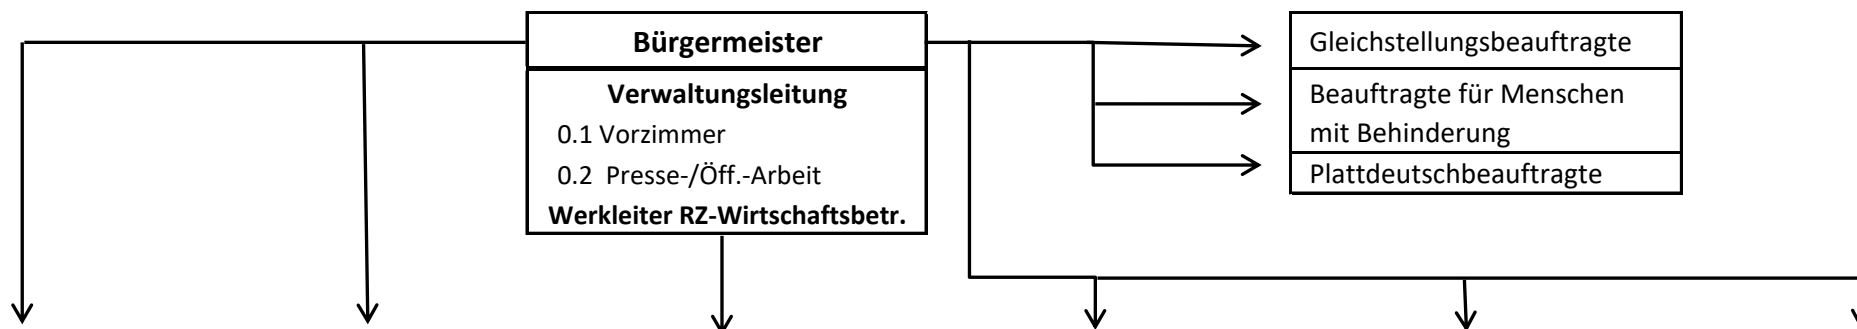 Bürgermeister
Verwaltungsleitung
0.1 Vorzimmer
0.2 Presse-/Öff.-Arbeit
Werkleiter RZ-Wirtschaftsbetr.
Gleichstellungsbeauftragte
Beauftragte für Menschen
mit Behinderung
Plattdeutschbeauftragte